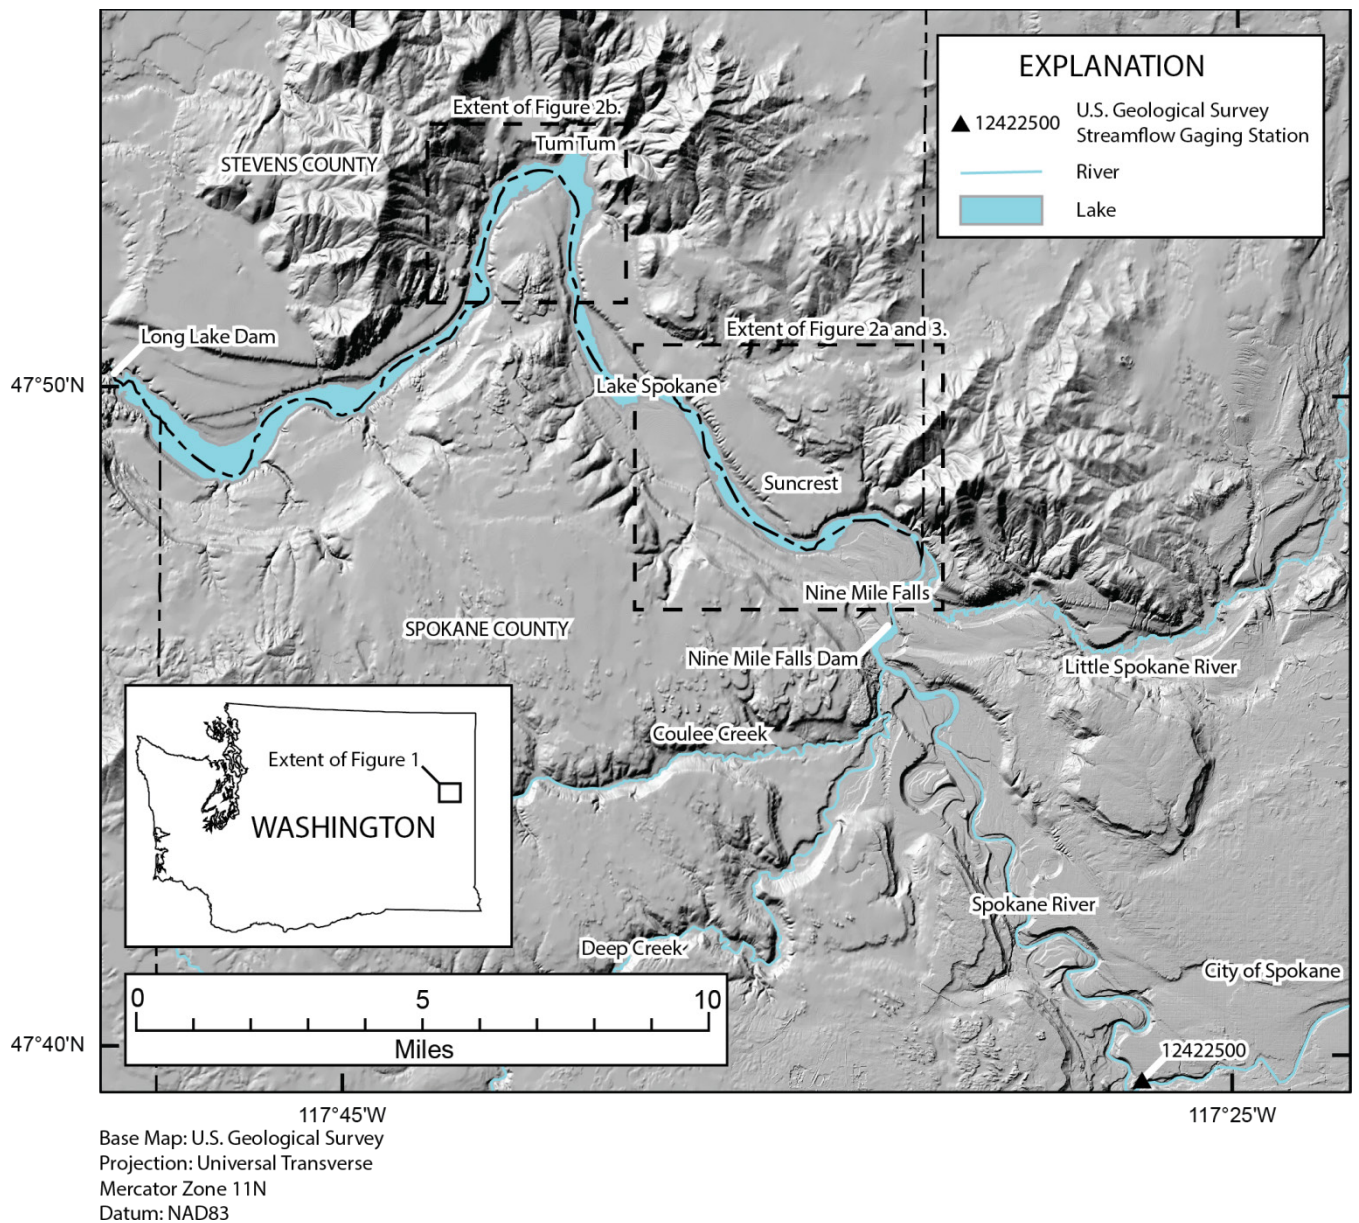 EXPLANATION
12422500
U.S. Geological Survey
Streamflow Gaging Station
River
Lake
Extent of Figure 2b.
Tum Tum
STEVENS COUNTY
Long Lake Dam
Extent of Figure 2a and 3.
47°50'N
Lake Spokane
Suncrest
Nine Mile Falls
SPOKANE COUNTY
Nine Mile Falls Dam
Little Spokane River
Coulee Creek
Extent of Figure 1
WASHINGTON
Spokane River
Deep Creek
City of Spokane
0 5 10
Miles
47°40'N
12422500
117°45'W 117°25'W
Base Map: U.S. Geological Survey
Projection: Universal Transverse
Mercator Zone 11N
Datum: NAD83